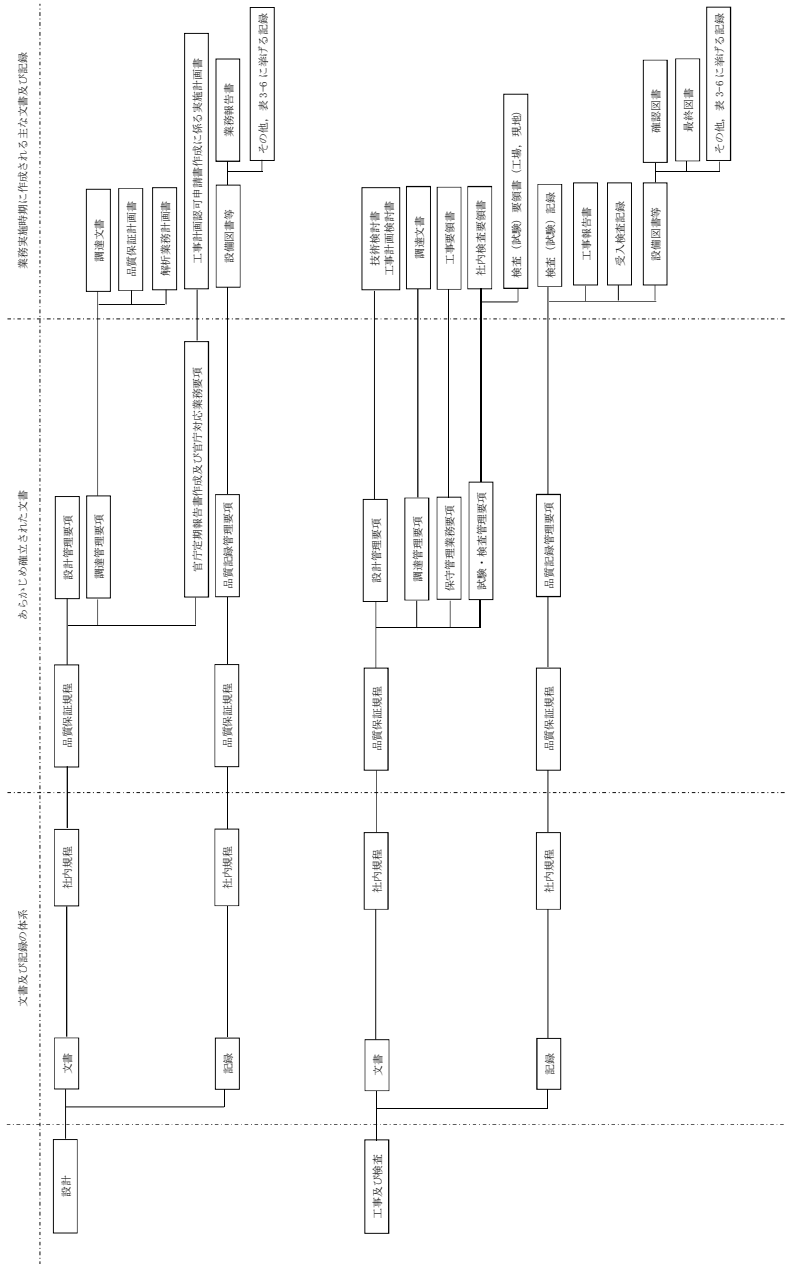 文書及び記録の体系
あらかじめ確立された文書
業務実施時期に作成される主な文書及び記録
設計
文書
社内規程
品質保証規程
設計管理要項
調達管理要項
調達文書
品質保証計画書
解析業務計画書
官庁定期報告書作成及び官庁対応業務要項
工事計画認可申請書作成に係る実施計画書
記録
社内規程
品質保証規程
品質記録管理要項
設備図書等
業務報告書
その他，表3-6に挙げる記録
工事及び検査
文書
社内規程
品質保証規程
設計管理要項
技術検討書
工事計画検討書
調達管理要項
調達文書
保守管理業務要項
工事要領書
試験・検査管理要項
社内検査要領書
検査（試験）要領書（工場，現地）
記録
社内規程
品質保証規程
品質記録管理要項
検査（試験）記録
工事報告書
受入検査記録
設備図書等
確認図書
最終図書
その他，表3-6に挙げる記録